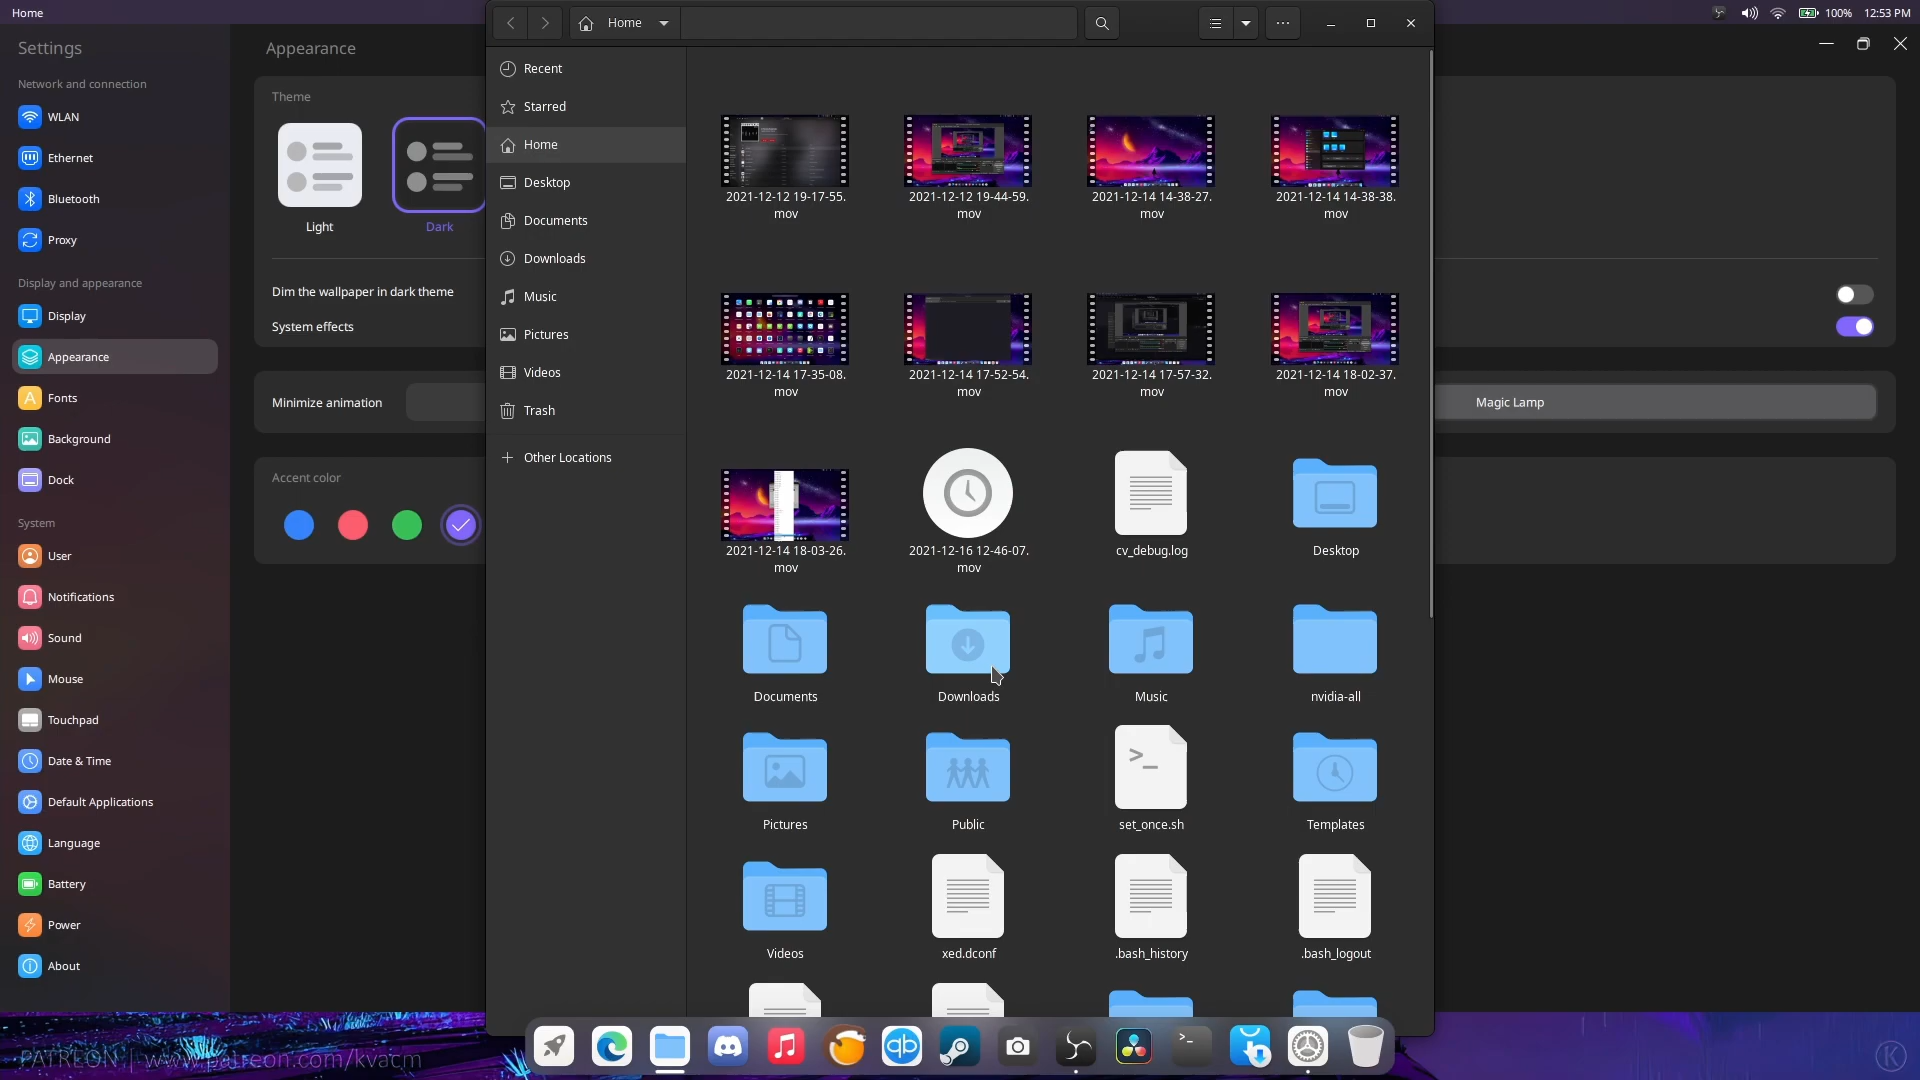 Home
100%
12:53 PM
Settings
Network and connection
WLAN
Ethernet
Bluetooth
Proxy
Display and appearance
Display
Appearance
Fonts
Background
Dock
System
User
Notifications
Sound
Mouse
Touchpad
Date & Time
Default Applications
Language
Battery
Power
About
Appearance
Theme
Light
Dark
Dim the wallpaper in dark theme
System effects
Minimize animation
Magic Lamp
Accent color
Home
Recent
Starred
Home
Desktop
Documents
Downloads
Music
Pictures
Videos
Trash
Other Locations
2021-12-12 19-17-55.
mov
2021-12-12 19-44-59.
mov
2021-12-14 14-38-27.
mov
2021-12-14 14-38-38.
mov
2021-12-14 17-35-08.
mov
2021-12-14 17-52-54.
mov
2021-12-14 17-57-32.
mov
2021-12-14 18-02-37.
mov
2021-12-14 18-03-26.
mov
2021-12-16 12-46-07.
mov
cv_debug.log
Desktop
Documents
Downloads
Music
nvidia-all
Pictures
Public
>_
set_once.sh
Templates
Videos
xed.dconf
.bash_history
.bash_logout
PATREON | www.patreon.com/kvacm
qb
>_
K